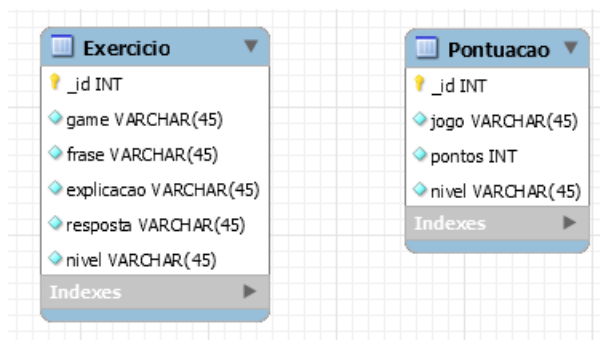 Exercicio
_id INT
game VARCHAR(45)
frase VARCHAR(45)
explicacao VARCHAR(45)
resposta VARCHAR(45)
nivel VARCHAR(45)
Indexes
Pontuacao
_id INT
jogo VARCHAR(45)
pontos INT
nivel VARCHAR(45)
Indexes